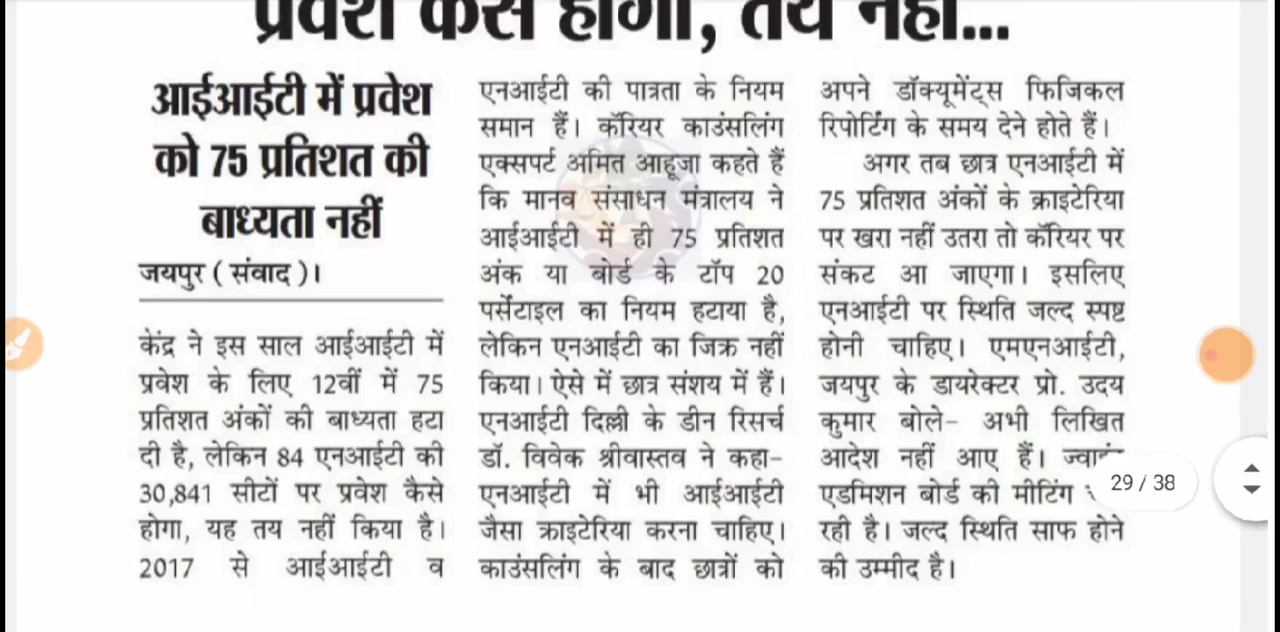 प्रवेश कैसे होगा, तय नहीं...
आईआईटी में प्रवेश
को 75 प्रतिशत की
बाध्यता नहीं
जयपुर ( संवाद )।
केंद्र ने इस साल आईआईटी में
प्रवेश के लिए 12वीं में 75
प्रतिशत अंकों की बाध्यता हटा
दी है, लेकिन 84 एनआईटी की
30,841 सीटों पर प्रवेश कैसे
होगा, यह तय नहीं किया है।
2017 से आईआईटी व
एनआईटी की पात्रता के नियम
समान हैं। कॅरियर काउंसलिंग
एक्सपर्ट अमित आहूजा कहते हैं
कि मानव संसाधन मंत्रालय ने
आईआईटी में ही 75 प्रतिशत
अंक या बोर्ड के टॉप 20
पर्सेंटाइल का नियम हटाया है,
लेकिन एनआईटी का जिक्र नहीं
किया। ऐसे में छात्र संशय में हैं।
एनआईटी दिल्ली के डीन रिसर्च
डॉ. विवेक श्रीवास्तव ने कहा-
एनआईटी में भी आईआईटी
जैसा क्राइटेरिया करना चाहिए।
काउंसलिंग के बाद छात्रों को
अपने डॉक्यूमेंट्स फिजिकल
रिपोर्टिंग के समय देने होते हैं।
अगर तब छात्र एनआईटी में
75 प्रतिशत अंकों के क्राइटेरिया
पर खरा नहीं उतरा तो कॅरियर पर
संकट आ जाएगा। इसलिए
एनआईटी पर स्थिति जल्द स्पष्ट
होनी चाहिए। एमएनआईटी,
जयपुर के डायरेक्टर प्रो. उदय
कुमार बोले- अभी लिखित
आदेश नहीं आए हैं।
एडमिशन बोर्ड की मीटिंग
रही है। जल्द स्थिति साफ होने
की उम्मीद है।
29 / 38